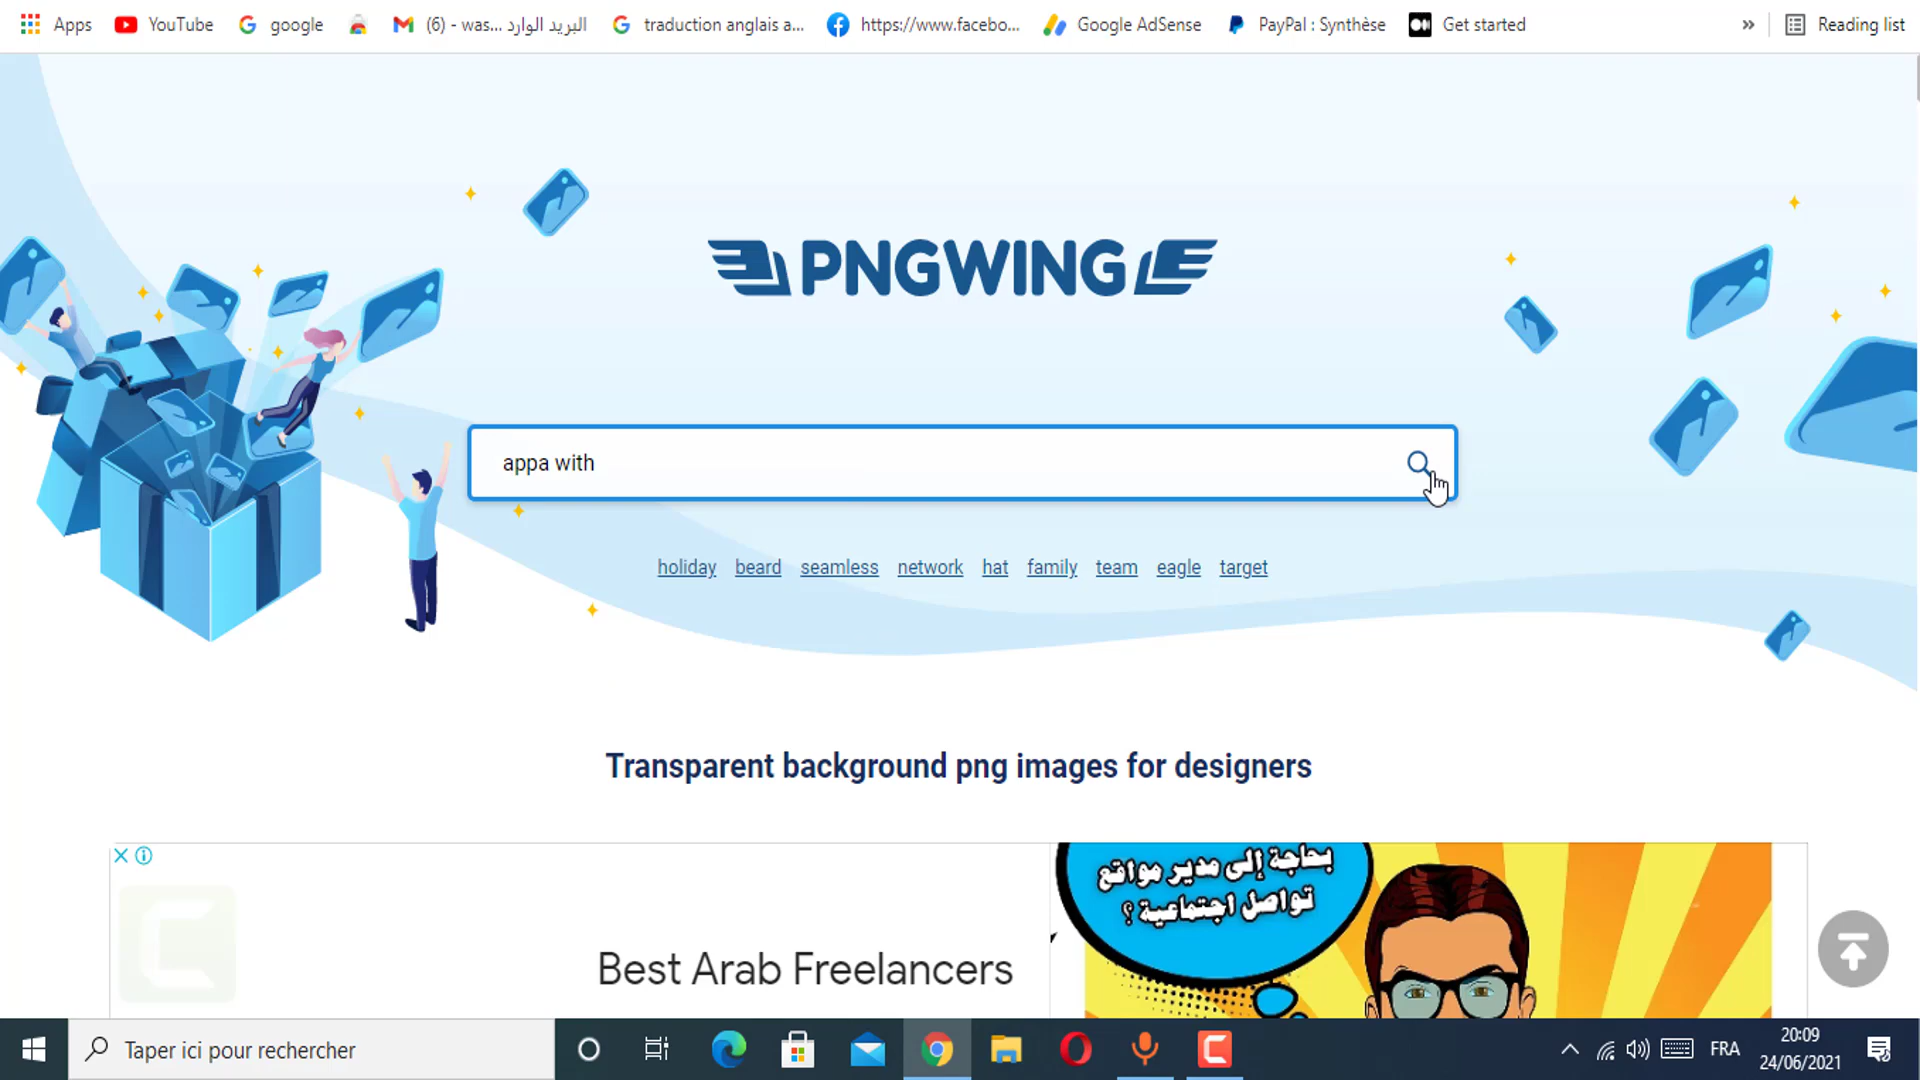 Apps YouTube google (6) - was... البريد الوارد traduction anglais a... https://www.facebo... Google AdSense PayPal : Synthèse Get started » Reading list
PNGWING
appa with
holiday beard seamless network hat family team eagle target
Transparent background png images for designers
Best Arab Freelancers
بحاجة إلى مدير مواقع
تواصل اجتماعية ؟
Taper ici pour rechercher
FRA
20:09
24/06/2021